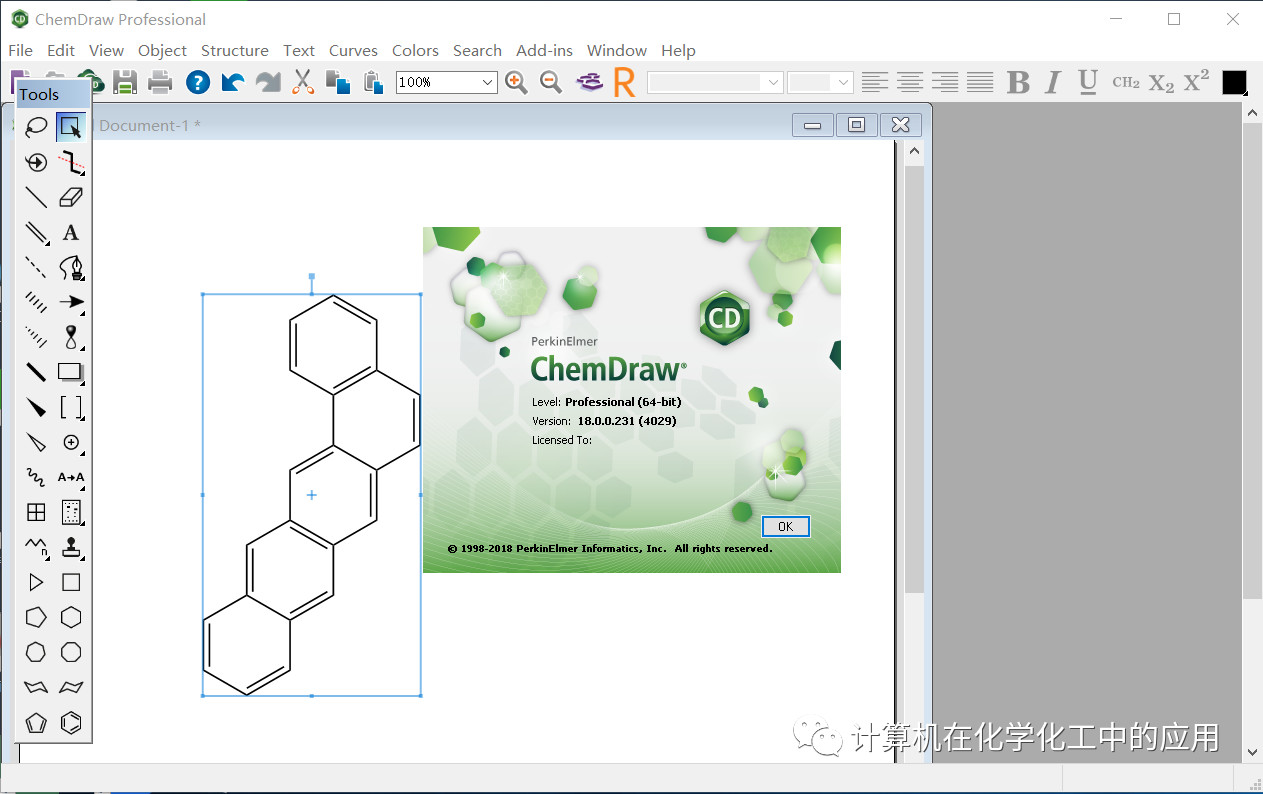 ChemDraw Professional
File Edit View Object Structure Text Curves Colors Search Add-ins Window Help
100%
R
B I U CH2 X2 X2
Tools
Document-1 *
A
A→A
n
CD
PerkinElmer
ChemDraw®
Level: Professional (64-bit)
Version: 18.0.0.231 (4029)
Licensed To:
OK
© 1998-2018 PerkinElmer Informatics, Inc. All rights reserved.
计算机在化学化工中的应用